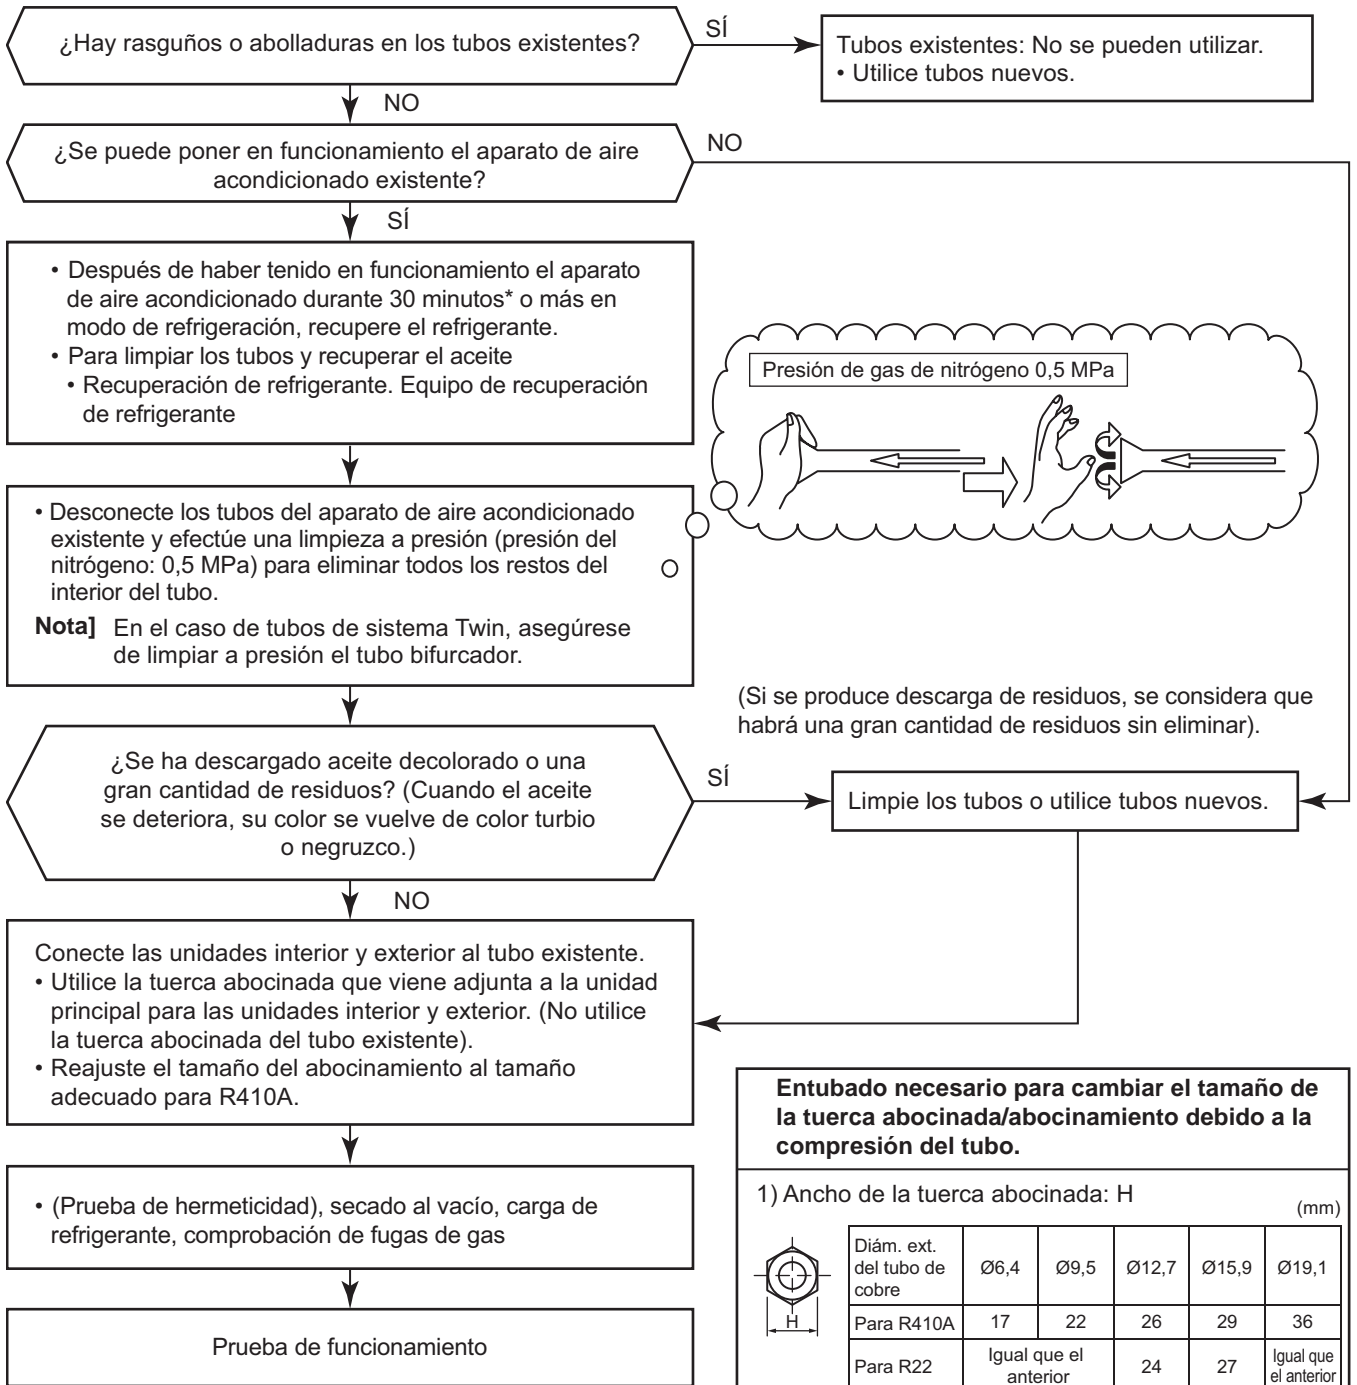 ¿Hay rasguños o abolladuras en los tubos existentes?
SÍ
Tubos existentes: No se pueden utilizar.
• Utilice tubos nuevos.
NO
¿Se puede poner en funcionamiento el aparato de aire
acondicionado existente?
NO
SÍ
• Después de haber tenido en funcionamiento el aparato
de aire acondicionado durante 30 minutos* o más en
modo de refrigeración, recupere el refrigerante.
• Para limpiar los tubos y recuperar el aceite
• Recuperación de refrigerante. Equipo de recuperación
de refrigerante
Presión de gas de nitrógeno 0,5 MPa
• Desconecte los tubos del aparato de aire acondicionado
existente y efectúe una limpieza a presión (presión del
nitrógeno: 0,5 MPa) para eliminar todos los restos del
interior del tubo.
Nota] En el caso de tubos de sistema Twin, asegúrese
de limpiar a presión el tubo bifurcador.
(Si se produce descarga de residuos, se considera que
habrá una gran cantidad de residuos sin eliminar).
¿Se ha descargado aceite decolorado o una
gran cantidad de residuos? (Cuando el aceite
se deteriora, su color se vuelve de color turbio
o negruzco.)
SÍ
Limpie los tubos o utilice tubos nuevos.
NO
Conecte las unidades interior y exterior al tubo existente.
• Utilice la tuerca abocinada que viene adjunta a la unidad
principal para las unidades interior y exterior. (No utilice
la tuerca abocinada del tubo existente).
• Reajuste el tamaño del abocinamiento al tamaño
adecuado para R410A.
• (Prueba de hermeticidad), secado al vacío, carga de
refrigerante, comprobación de fugas de gas
Prueba de funcionamiento
Entubado necesario para cambiar el tamaño de
la tuerca abocinada/abocinamiento debido a la
compresión del tubo.
1) Ancho de la tuerca abocinada: H
(mm)
H
Diám. ext.
del tubo de
cobre
Ø6,4 Ø9,5 Ø12,7 Ø15,9 Ø19,1
Para R410A 17 22 26 29 36
Para R22 Igual que el
anterior
24 27 Igual que
el anterior